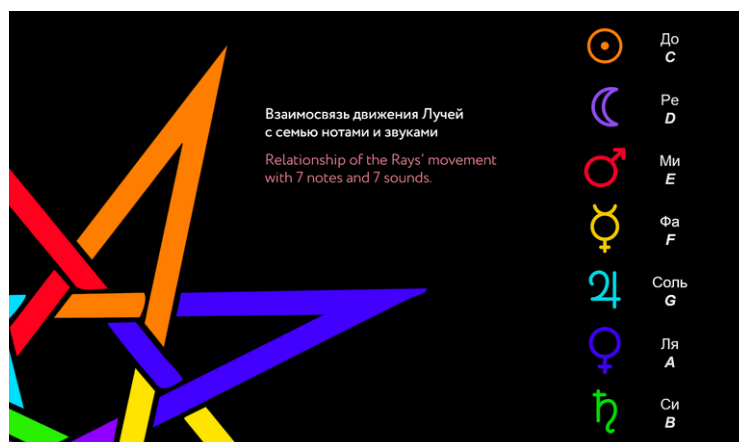 Взаимосвязь движения Лучей
с семью нотами и звуками
Relationship of the Rays' movement
with 7 notes and 7 sounds.
До
C
Ре
D
Ми
E
Фа
F
Соль
G
Ля
A
Си
B